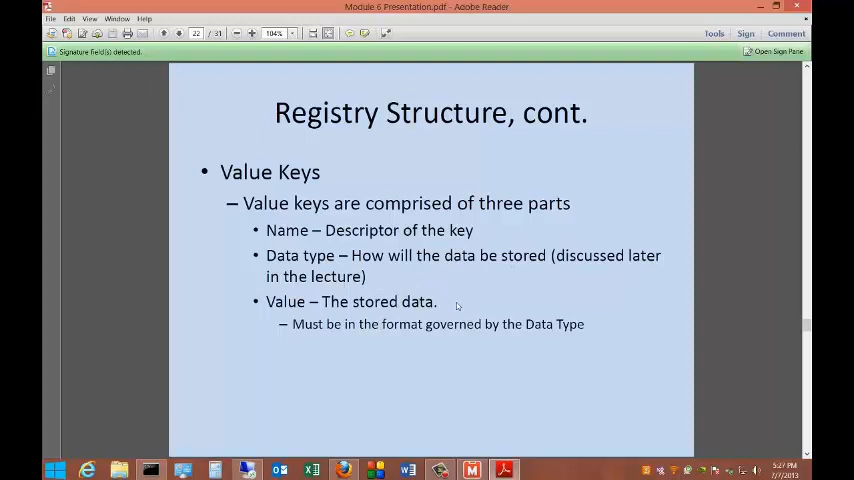 Module 6 Presentation.pdf - Adobe Reader
File Edit View Window Help
22 / 31 104% Tools Sign Comment
Signature field(s) detected. Open Sign Pane
Registry Structure, cont.
• Value Keys
– Value keys are comprised of three parts
• Name – Descriptor of the key
• Data type – How will the data be stored (discussed later
in the lecture)
• Value – The stored data.
– Must be in the format governed by the Data Type
5:27 PM
7/7/2013